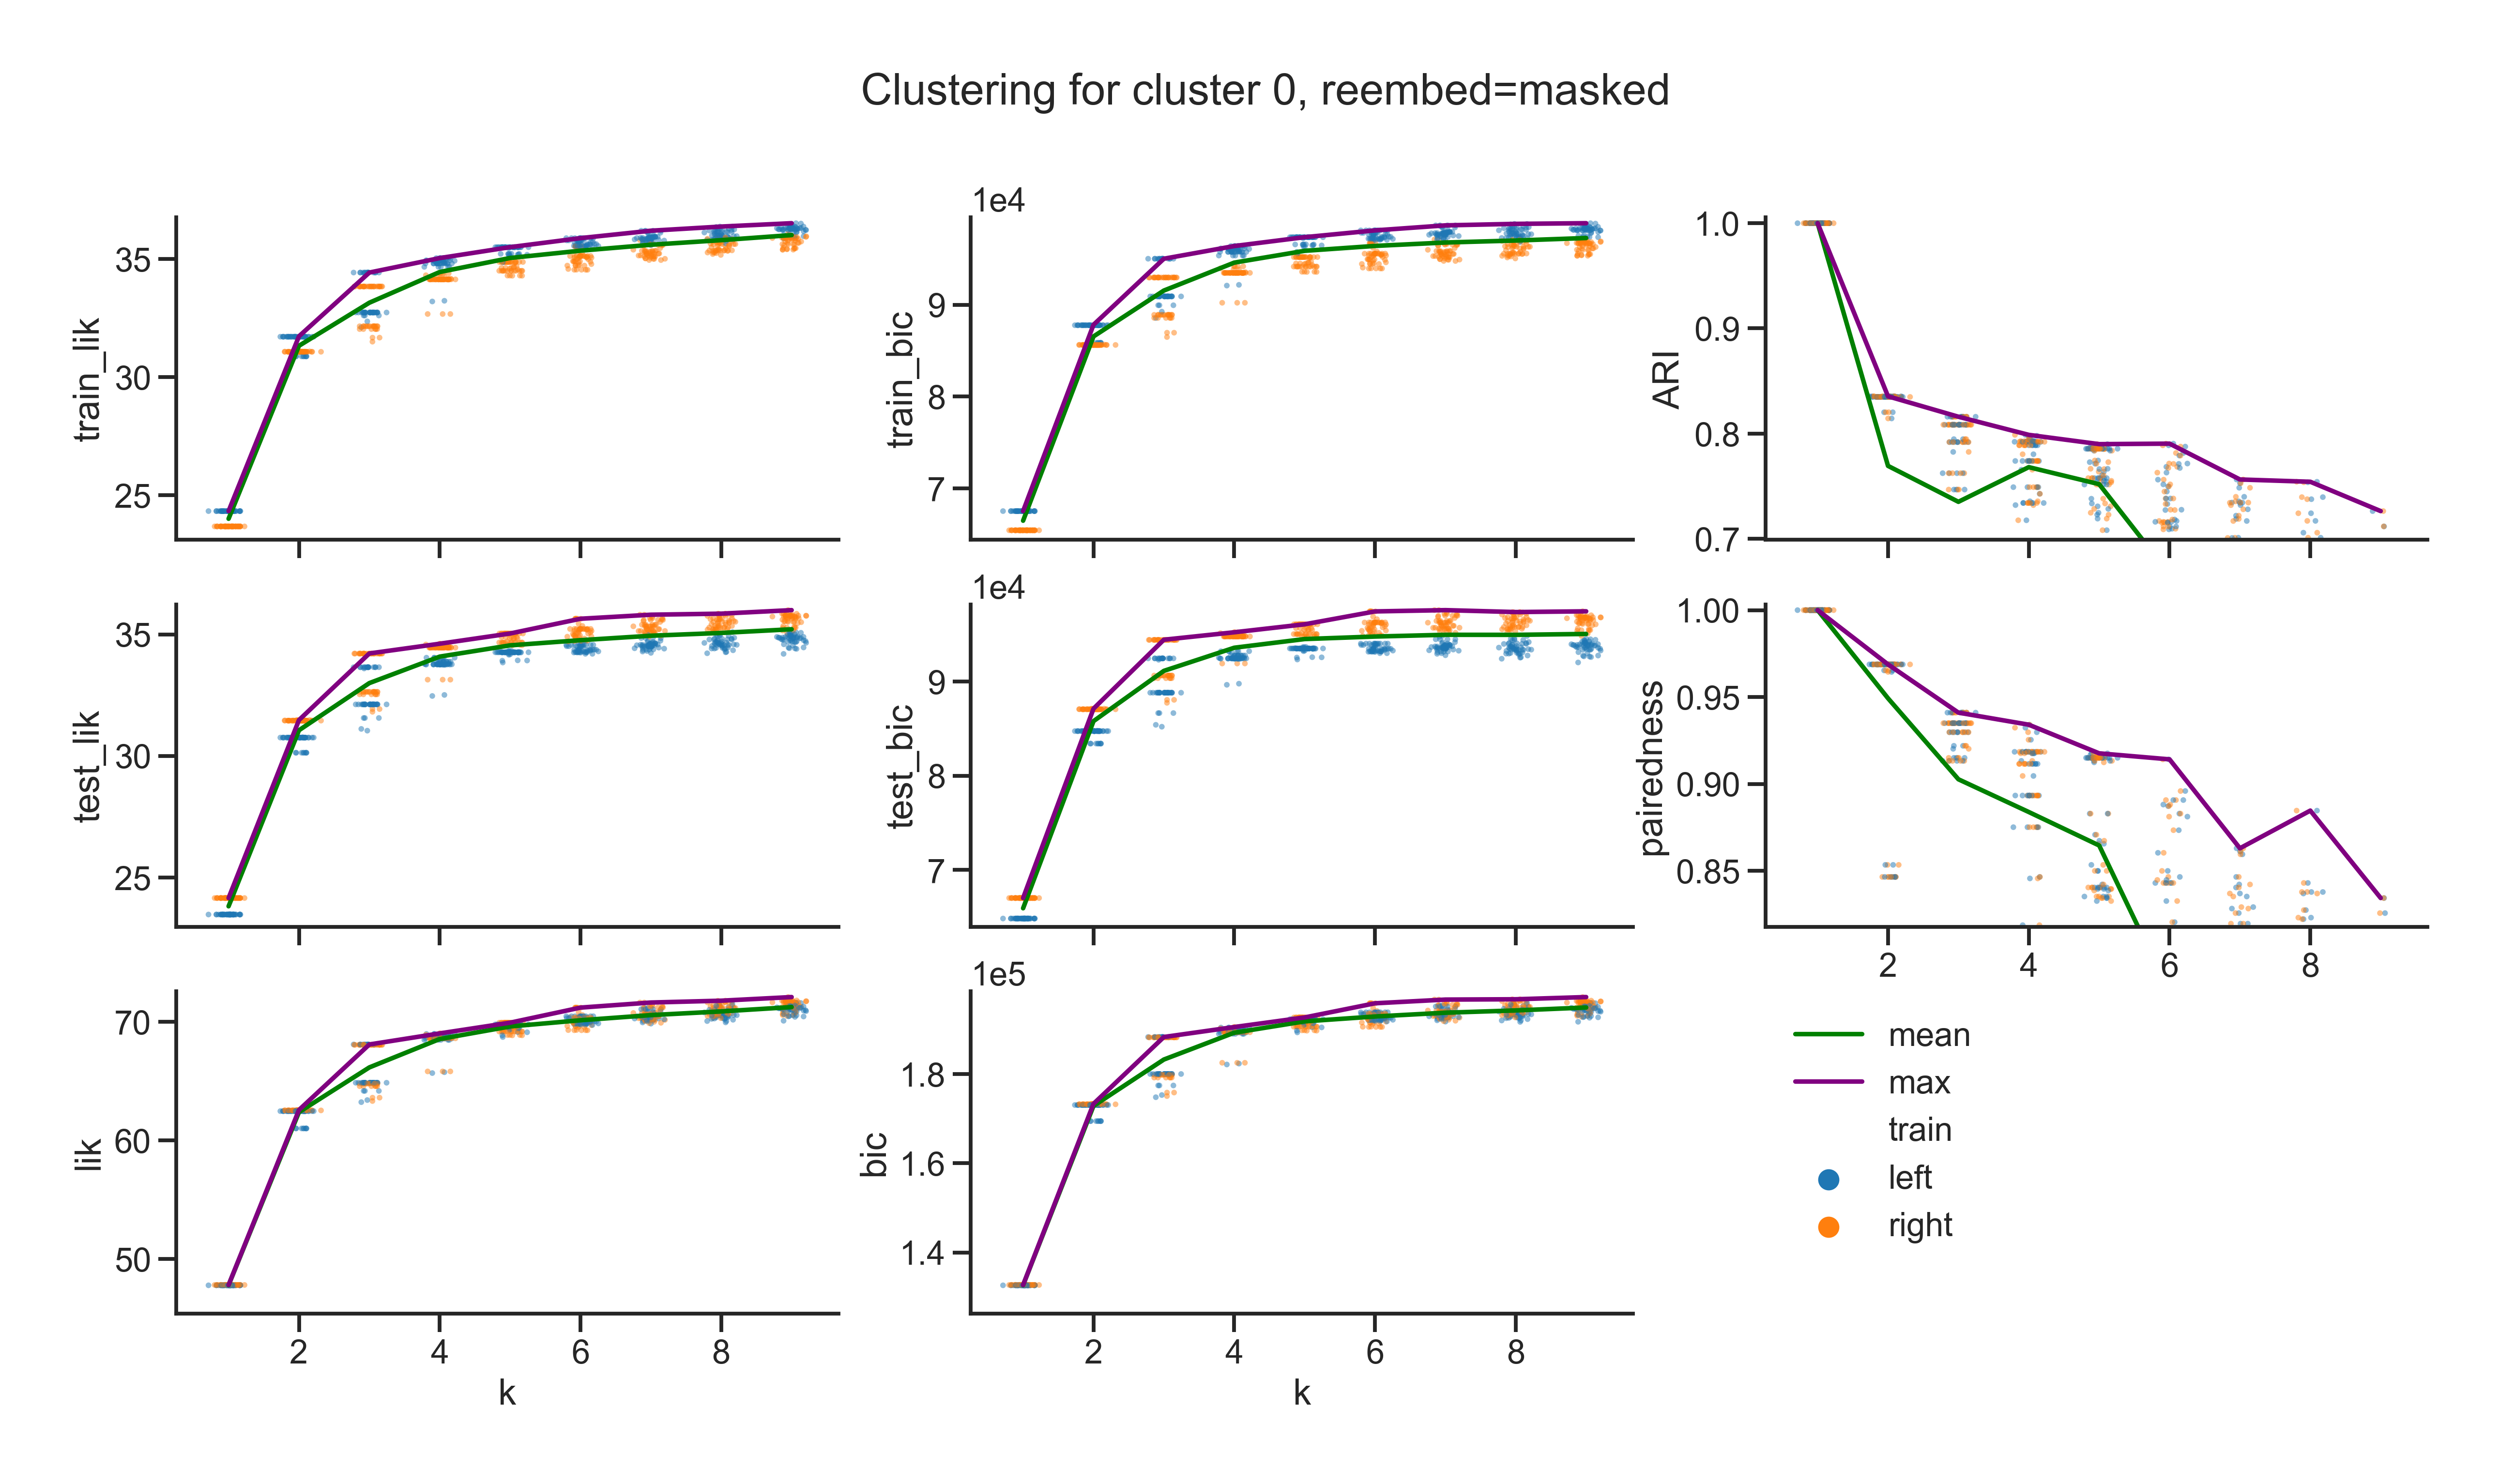 Clustering for cluster 0, reembed=masked
train_lik
35
30
25
1e4
train_bic
9
8
7
ARI
1.0
0.9
0.8
0.7
test_lik
35
30
25
1e4
test_bic
9
8
7
pairedness
1.00
0.95
0.90
0.85
2 4 6 8
lik
70
60
50
2 4 6 8
k
1e5
bic
1.8
1.6
1.4
2 4 6 8
k
mean
max
train
left
right